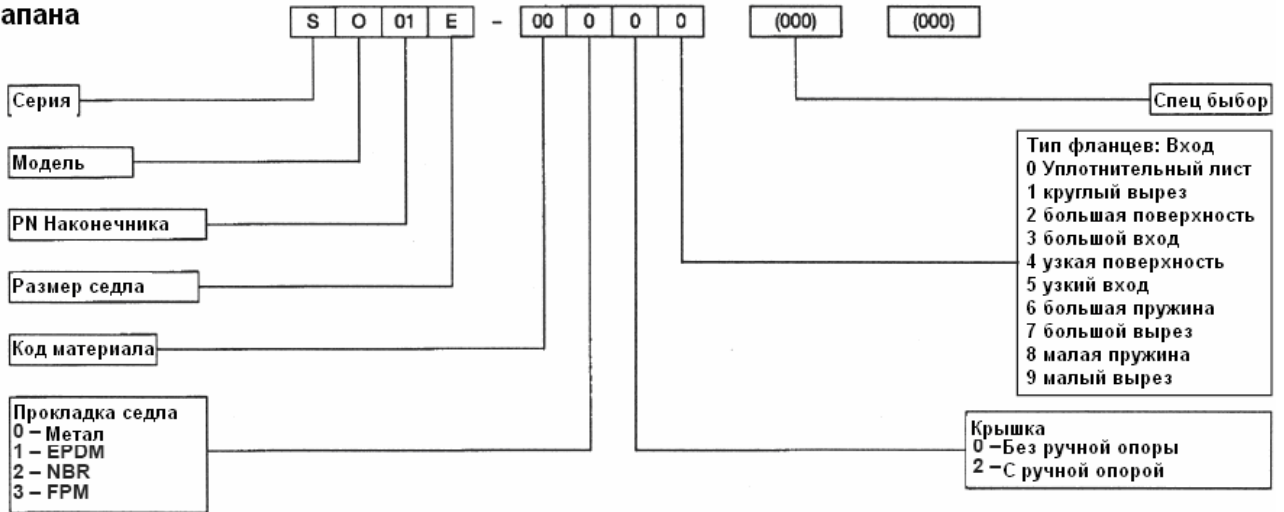 апана
S O 01 E - 00 0 0 0 (000) (000)
Серия
Модель
PN Наконечника
Размер седла
Код материала
Прокладка седла
0 – Метал
1 – EPDM
2 – NBR
3 – FPM
Спец быбор
Тип фланцев: Вход
0 Уплотнительный лист
1 круглый вырез
2 большая поверхность
3 большой вход
4 узкая поверхность
5 узкий вход
6 большая пружина
7 большой вырез
8 малая пружина
9 малый вырез
Крышка
0 –Без ручной опоры
2 –С ручной опорой